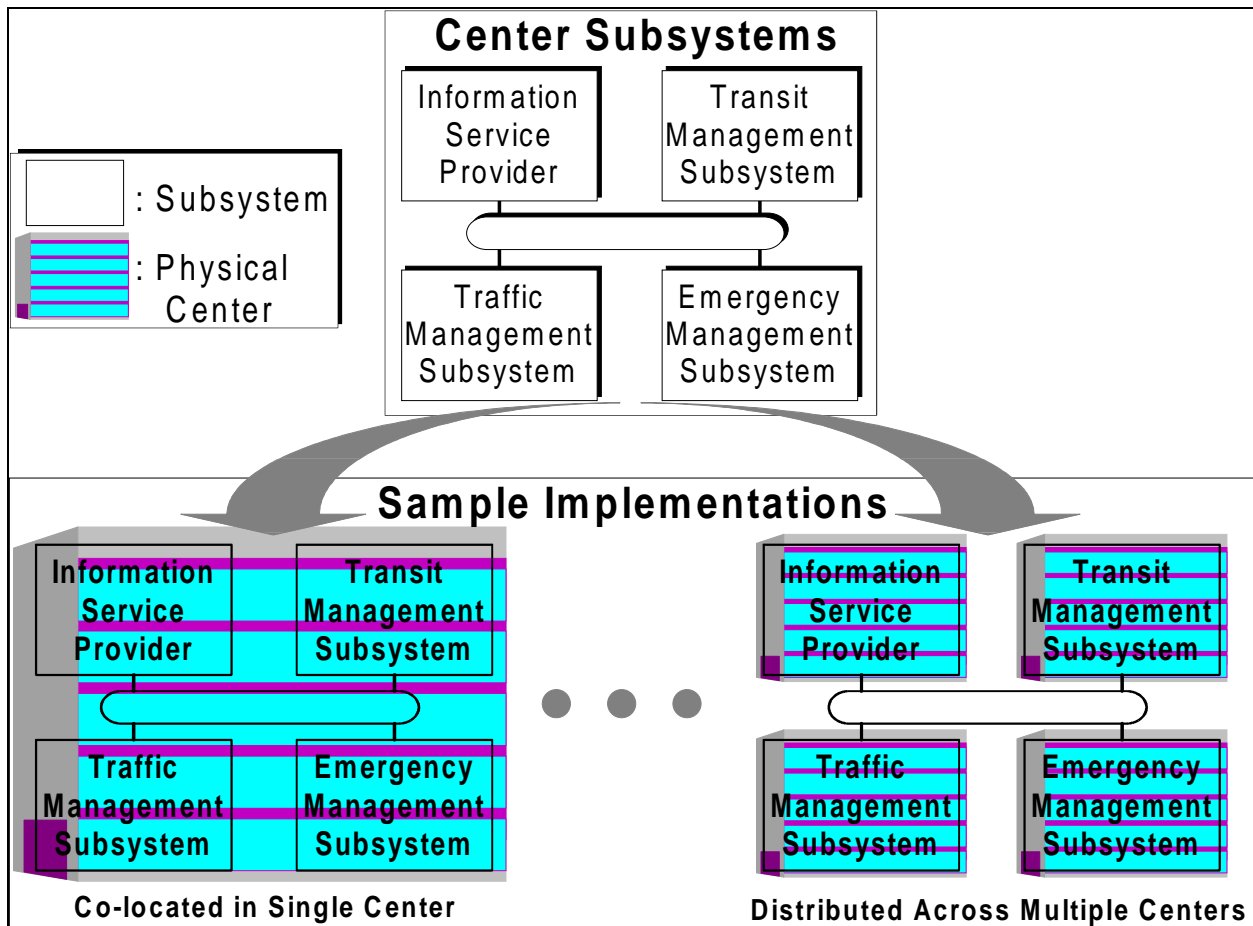 Center Subsystems
Information
Service
Provider
Transit
Management
Subsystem
Traffic
Management
Subsystem
Emergency
Management
Subsystem
: Subsystem
: Physical
Center
Sample Implementations
Information
Service
Provider
Transit
Management
Subsystem
Traffic
Management
Subsystem
Emergency
Management
Subsystem
Co-located in Single Center
Information
Service
Provider
Transit
Management
Subsystem
Traffic
Management
Subsystem
Emergency
Management
Subsystem
Distributed Across Multiple Centers